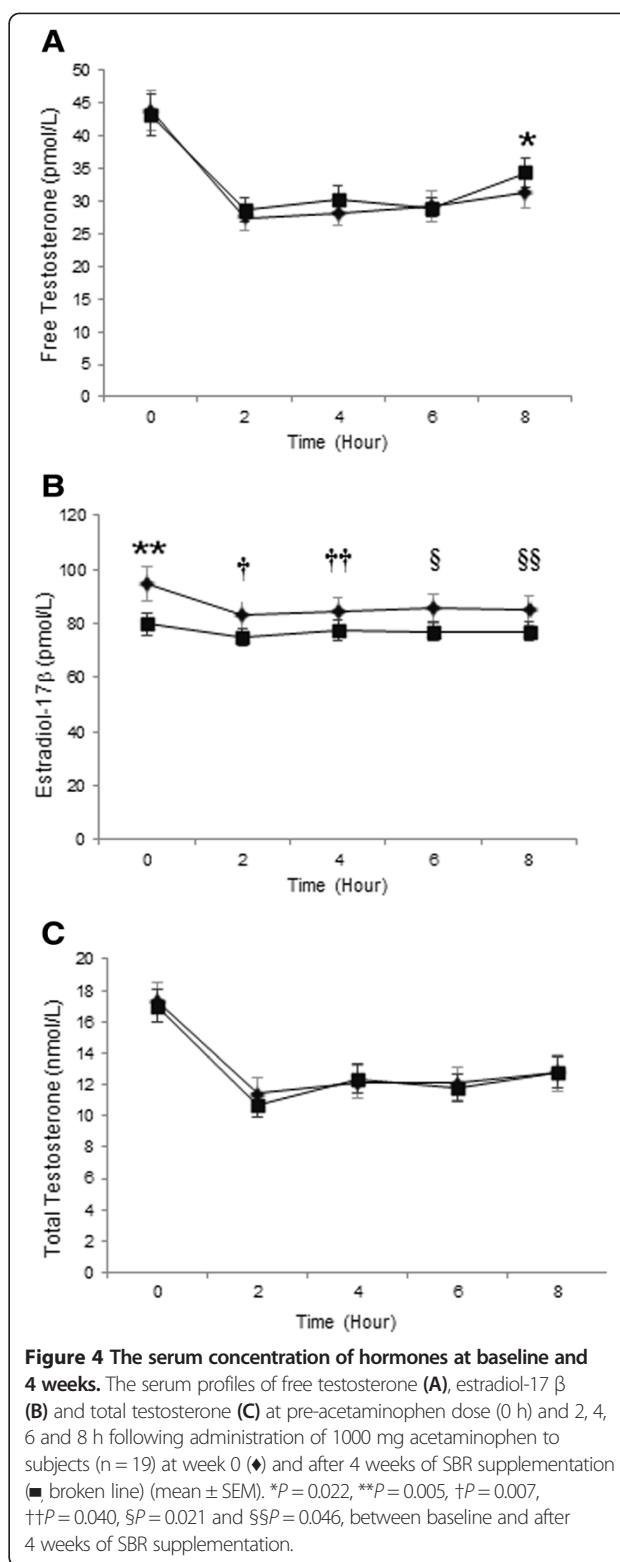 A
Free Testosterone (pmol/L)
50
45
40
35
30
25
20
15
10
5
0
*
0 2 4 6 8
Time (Hour)
B
Estradiol-17β (pmol/L)
120
100
80
60
40
20
0
** † †† § §§
0 2 4 6 8
Time (Hour)
C
Total Testosterone (nmol/L)
20
18
16
14
12
10
8
6
4
2
0
0 2 4 6 8
Time (Hour)
Figure 4 The serum concentration of hormones at baseline and
4 weeks. The serum profiles of free testosterone (A), estradiol-17 β
(B) and total testosterone (C) at pre-acetaminophen dose (0 h) and 2, 4,
6 and 8 h following administration of 1000 mg acetaminophen to
subjects (n = 19) at week 0 (♦) and after 4 weeks of SBR supplementation
(■, broken line) (mean ± SEM). *P = 0.022, **P = 0.005, †P = 0.007,
††P = 0.040, §P = 0.021 and §§P = 0.046, between baseline and after
4 weeks of SBR supplementation.